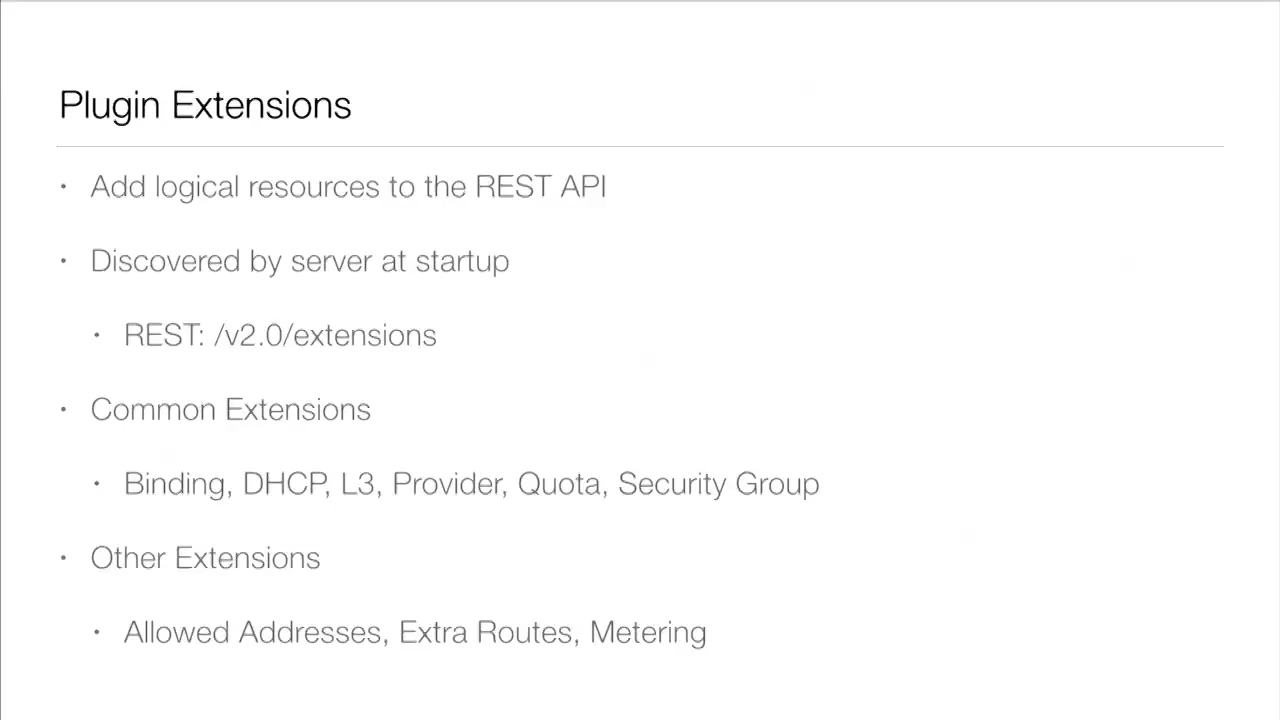 Plugin Extensions
• Add logical resources to the REST API
• Discovered by server at startup
• REST: /v2.0/extensions
• Common Extensions
• Binding, DHCP, L3, Provider, Quota, Security Group
• Other Extensions
• Allowed Addresses, Extra Routes, Metering